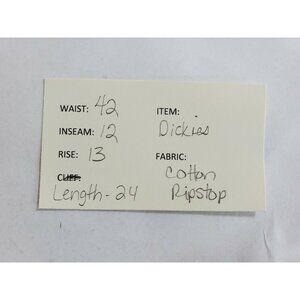 WAIST: 42
INSEAM: 12
RISE: 13
CUFF:
Length - 24
ITEM:
Dickies
FABRIC:
Cotton
Ripstop